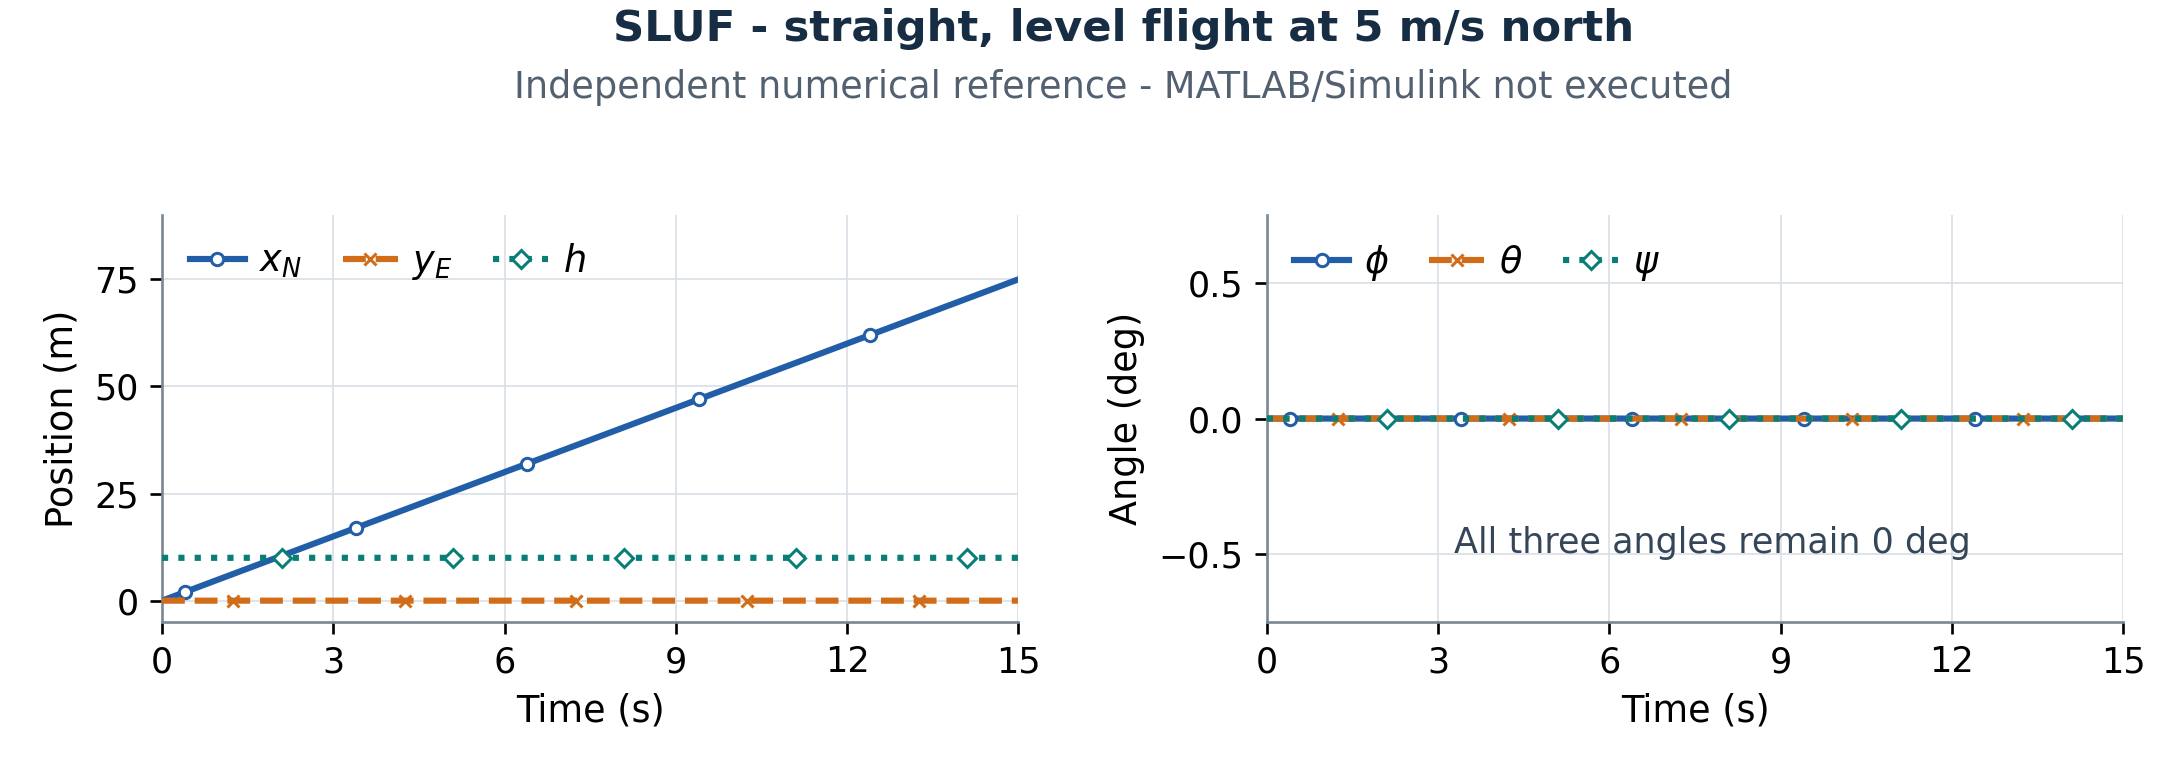 SLUF - straight, level flight at 5 m/s north
Independent numerical reference - MATLAB/Simulink not executed
x_N y_E h
75
50
25
0
Position (m)
0 3 6 9 12 15
Time (s)
ϕ θ ψ
0.5
0.0
−0.5
Angle (deg)
All three angles remain 0 deg
0 3 6 9 12 15
Time (s)